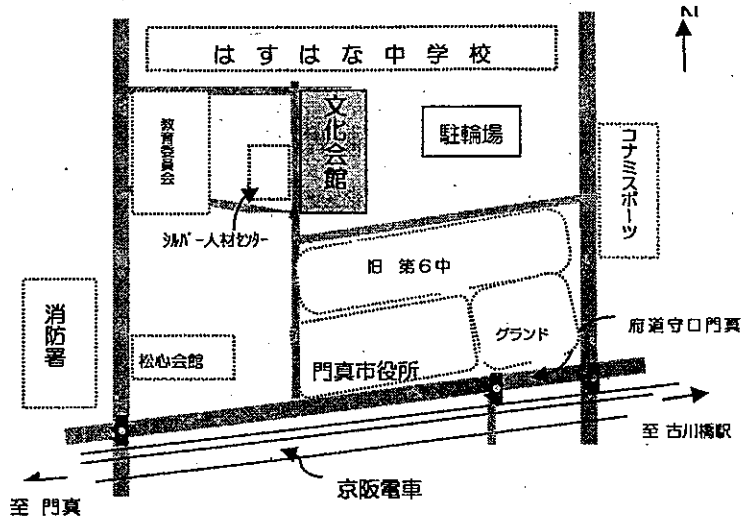 N
はすはな中学校
教育委員会
文化会館
駐輪場
コナミスポーツ
シルバー人材センター
旧 第6中
消防署
グランド
府道守口門真
松心会館
門真市役所
至 古川橋駅
京阪電車
至 門真